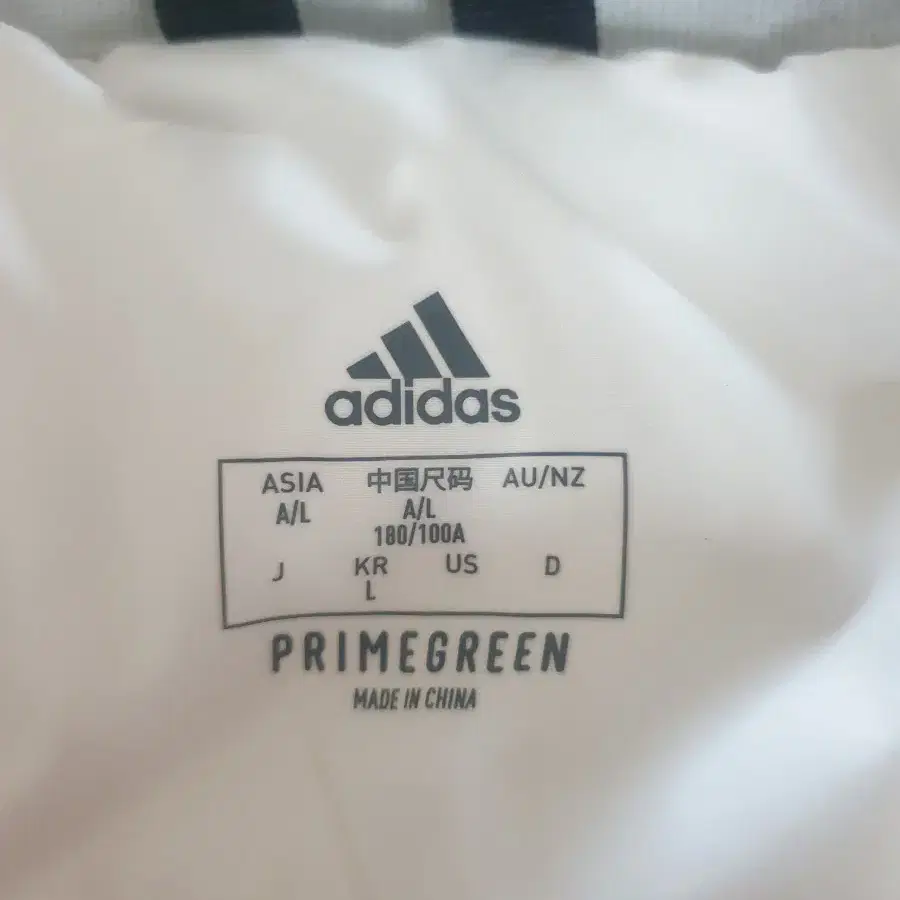 adidas
ASIA 中国尺码 AU/NZ
A/L A/L
180/100A
J KR US D
L
PRIMEGREEN
MADE IN CHINA